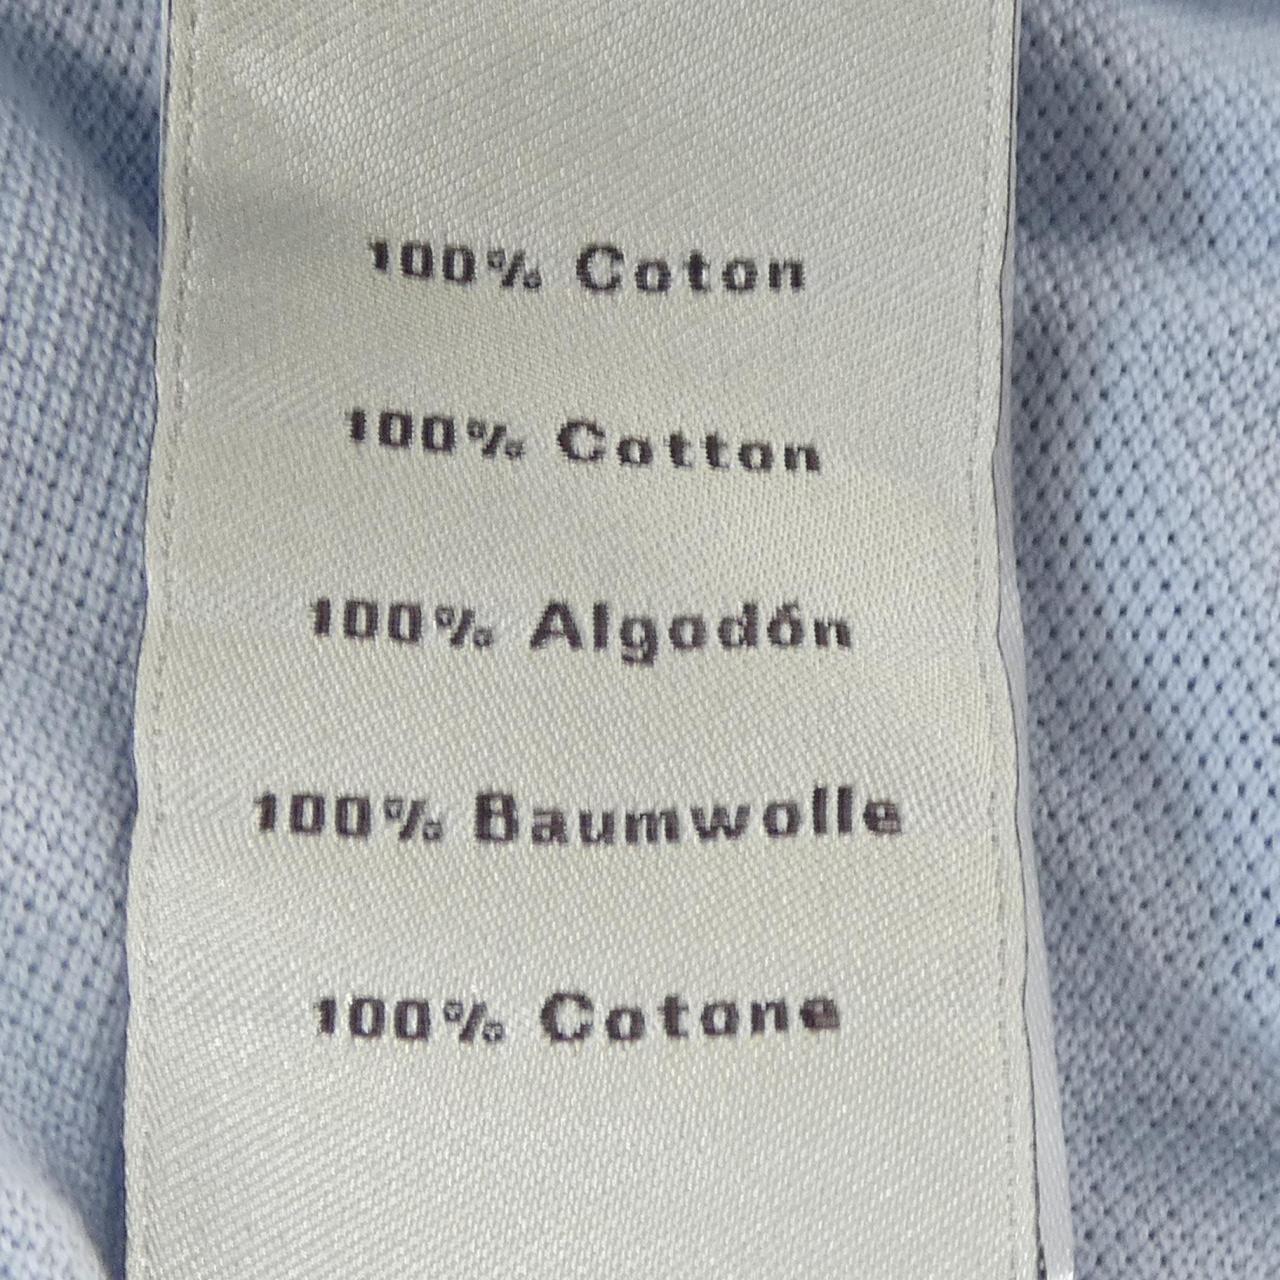 100% Coton
100% Cotton
100% Algodón
100% Baumwolle
100% Cotone